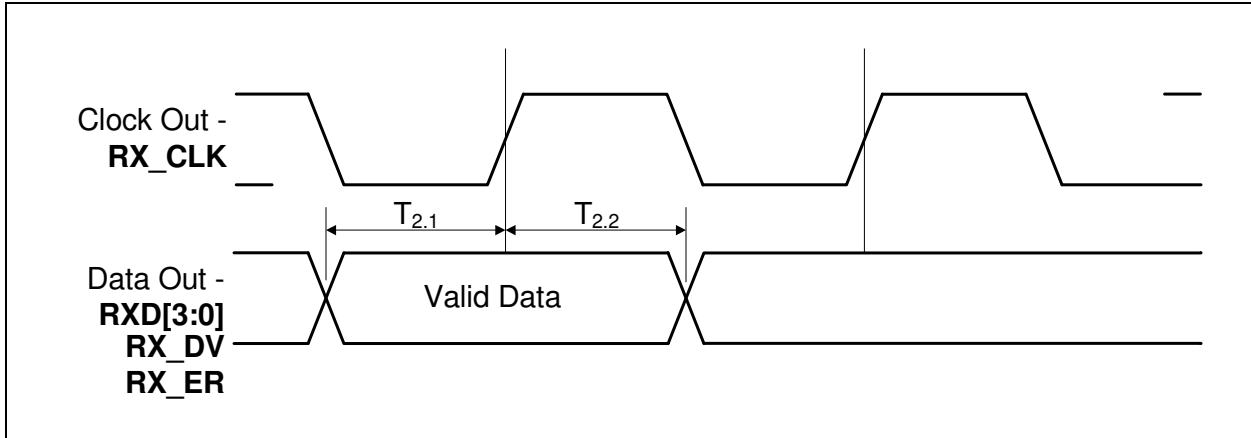 Clock Out -
RX_CLK
T2.1
T2.2
Data Out -
RXD[3:0]
RX_DV
RX_ER
Valid Data